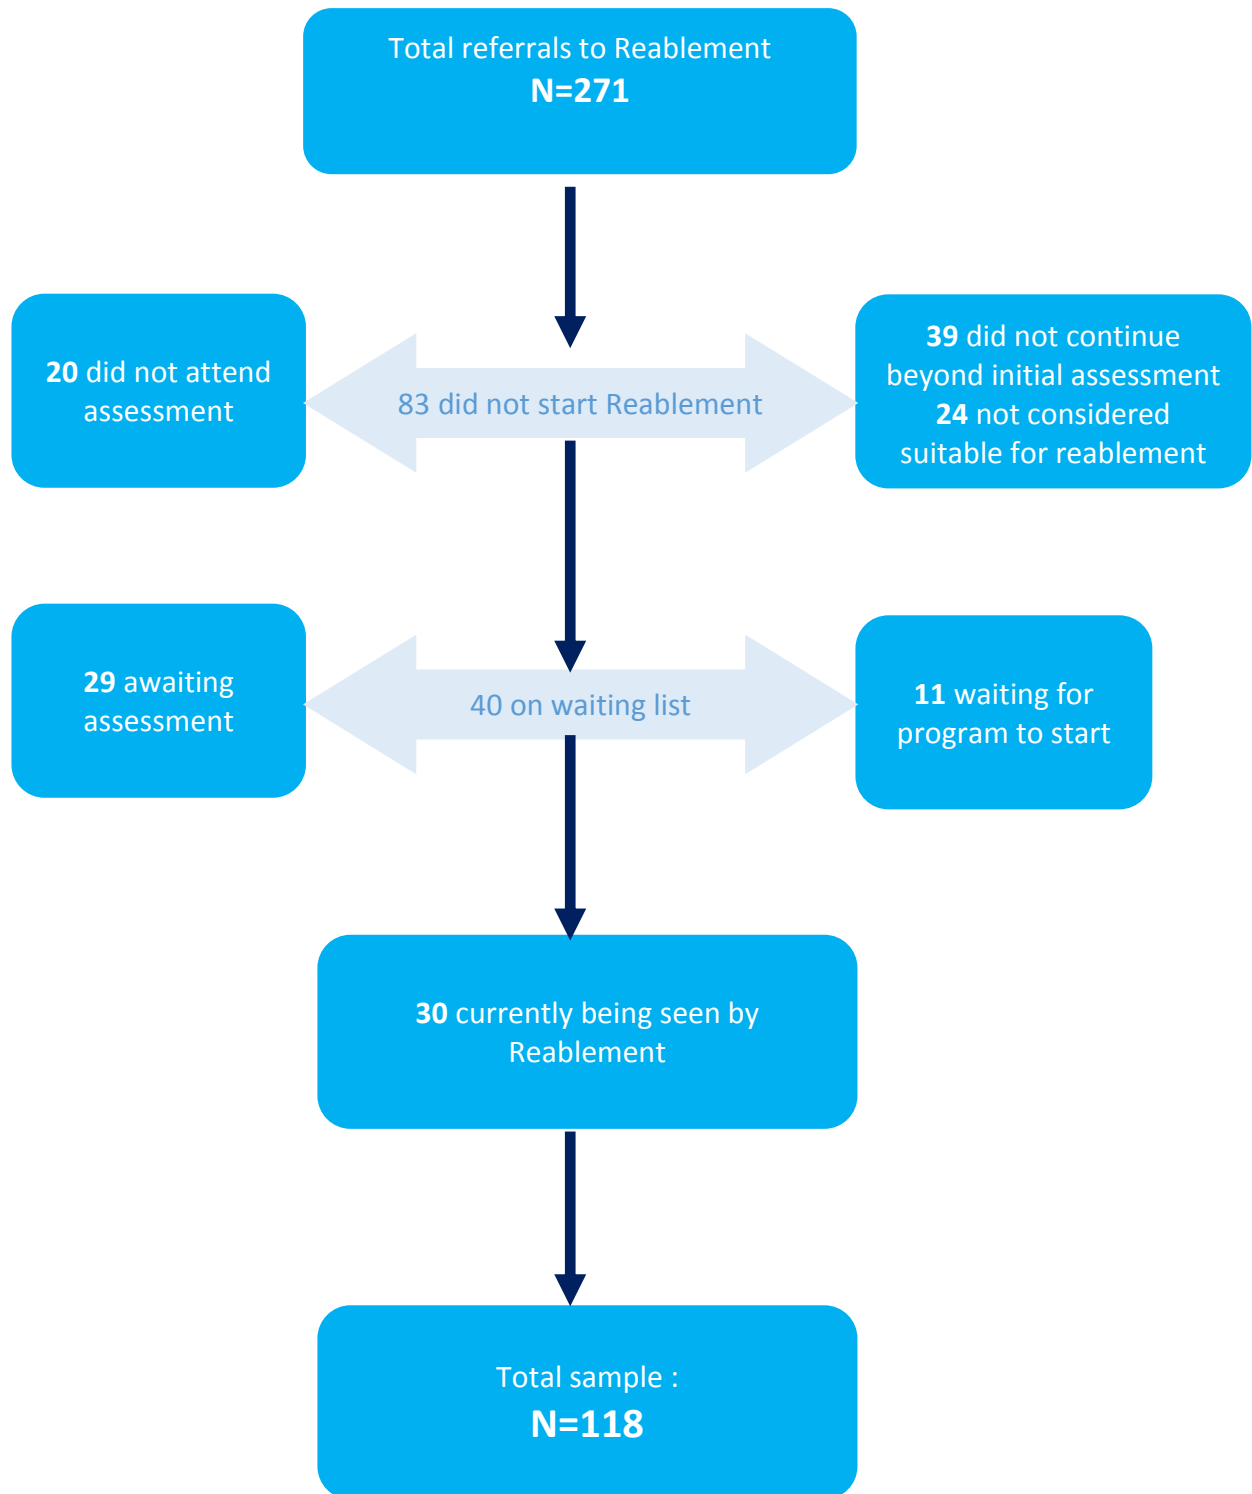 Total referrals to Reablement
N=271
20 did not attend
assessment
83 did not start Reablement
39 did not continue
beyond initial assessment
24 not considered
suitable for reablement
29 awaiting
assessment
40 on waiting list
11 waiting for
program to start
30 currently being seen by
Reablement
Total sample :
N=118